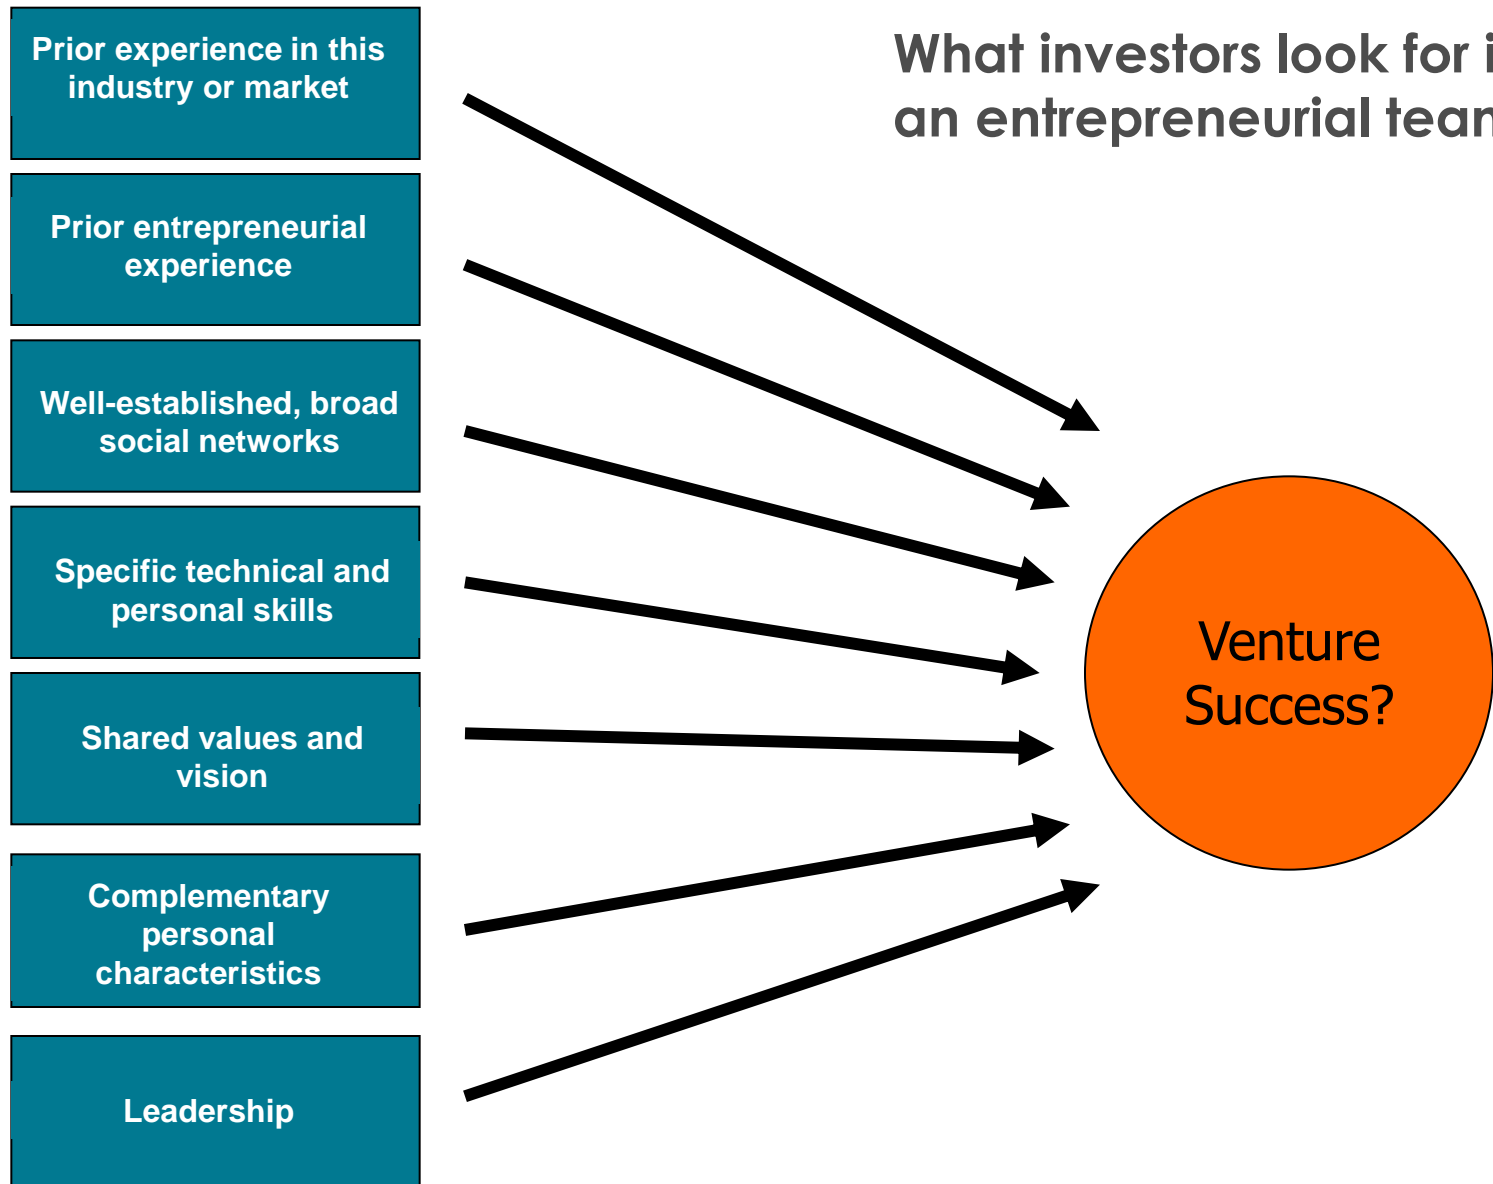 What investors look for i
an entrepreneurial tea
Prior experience in this
industry or market
Prior entrepreneurial
experience
Well-established, broad
social networks
Specific technical and
personal skills
Shared values and
vision
Complementary
personal
characteristics
Leadership
Venture
Success?